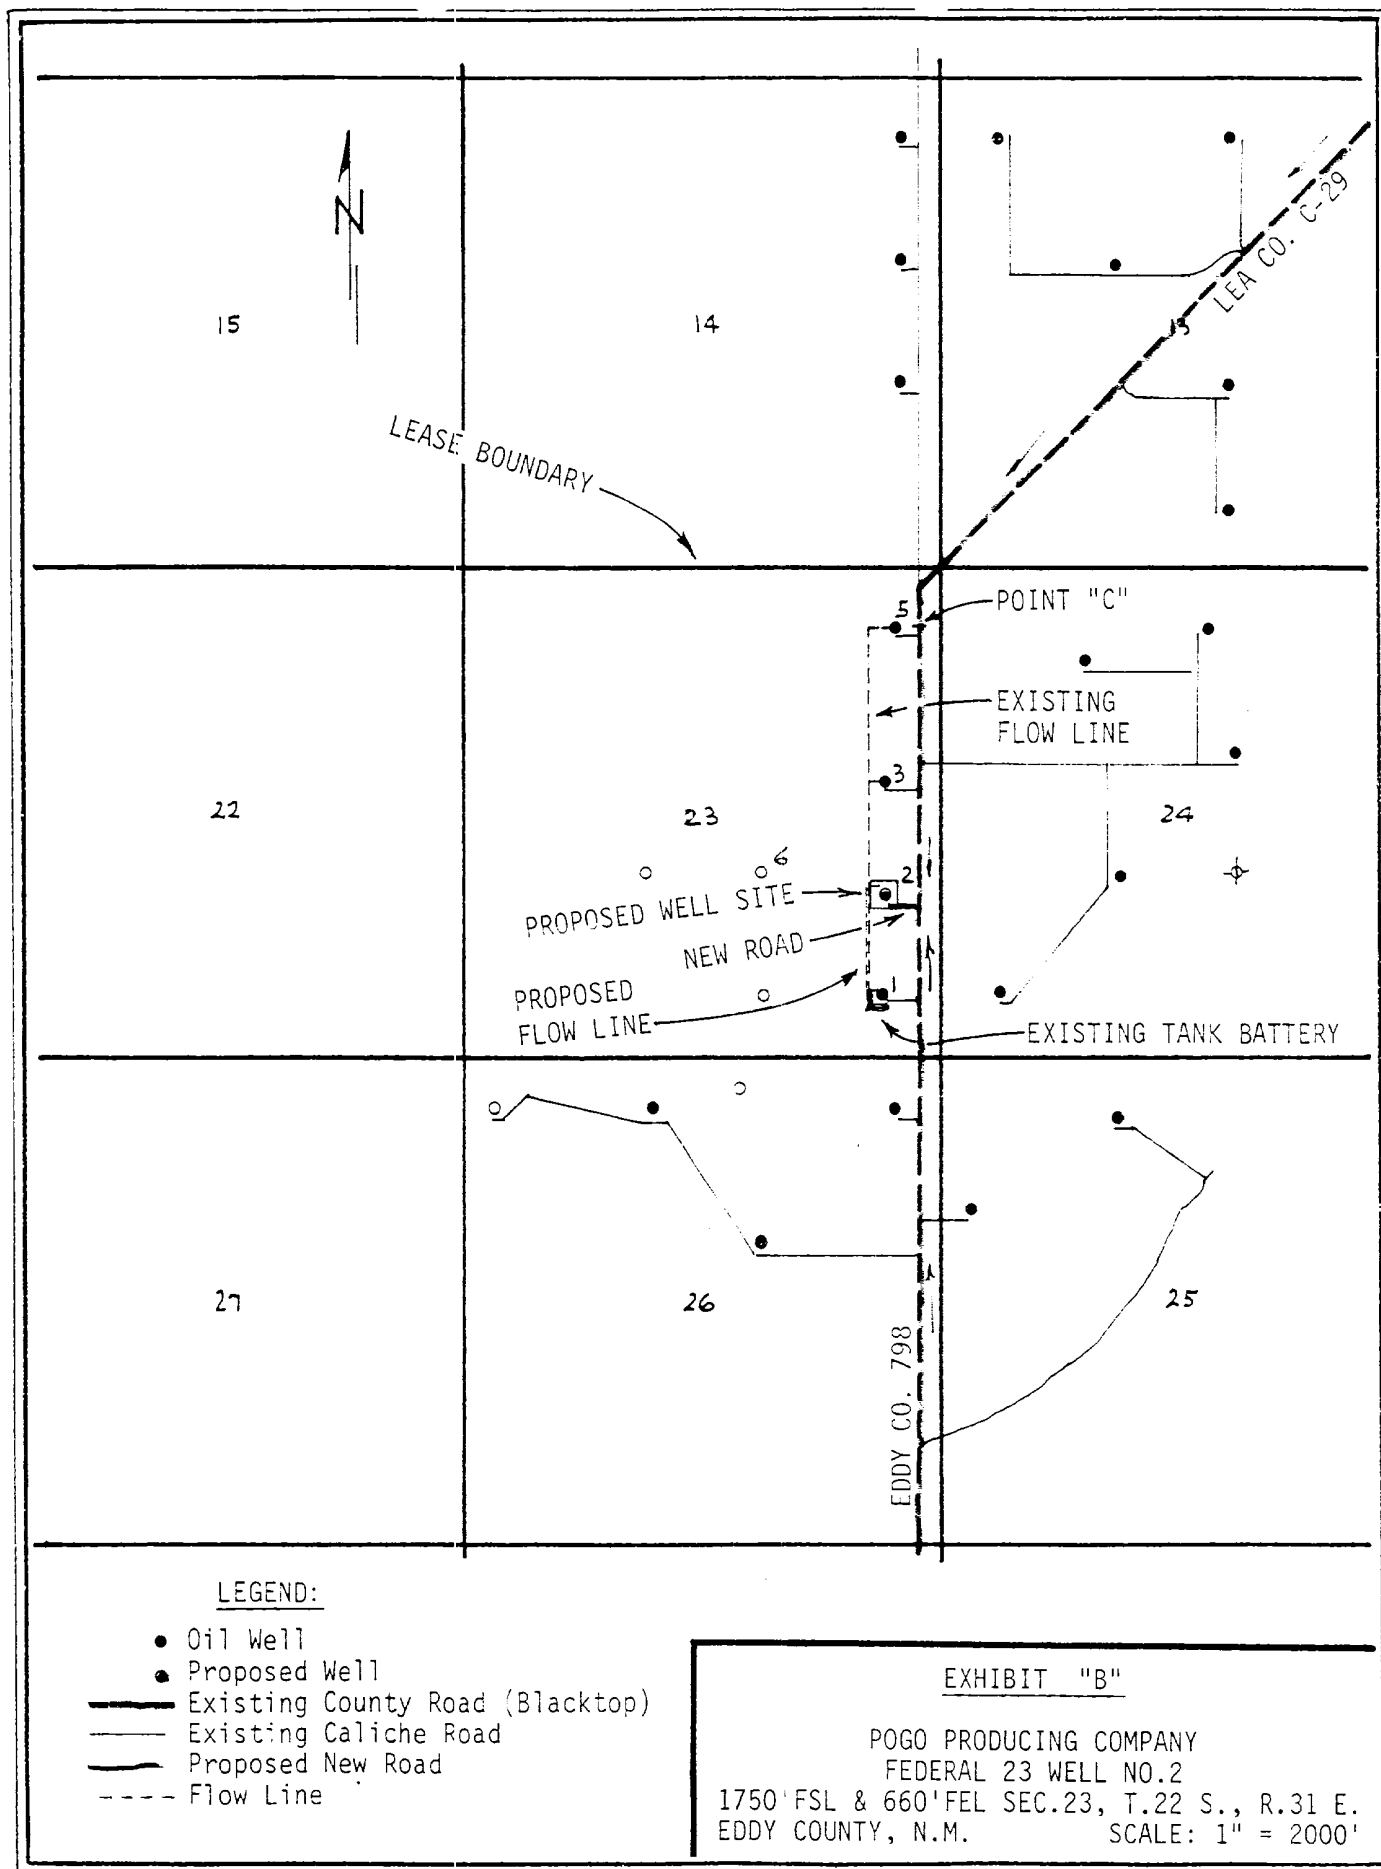 N
LEA CO. C-29
15
14
13
LEASE BOUNDARY
5
POINT "C"
EXISTING
FLOW LINE
3
22
23
24
6
2
PROPOSED WELL SITE
NEW ROAD
1
PROPOSED
FLOW LINE
EXISTING TANK BATTERY
27
26
25
EDDY CO. 798
LEGEND:
Oil Well
Proposed Well
Existing County Road (Blacktop)
Existing Caliche Road
Proposed New Road
Flow Line
EXHIBIT "B"
POGO PRODUCING COMPANY
FEDERAL 23 WELL NO.2
1750'FSL & 660'FEL SEC.23, T.22 S., R.31 E.
EDDY COUNTY, N.M. SCALE: 1" = 2000'